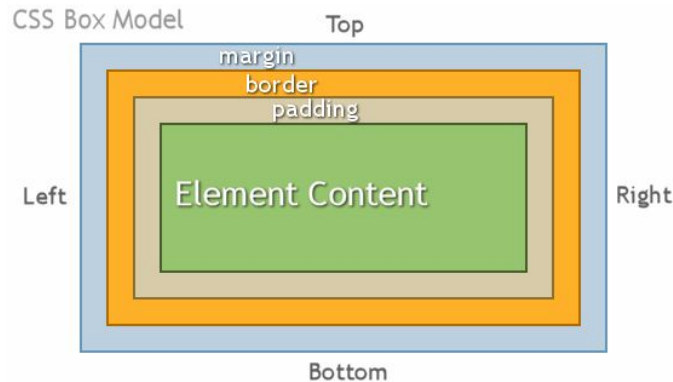 CSS Box Model
Top
margin
border
padding
Left
Element Content
Right
Bottom